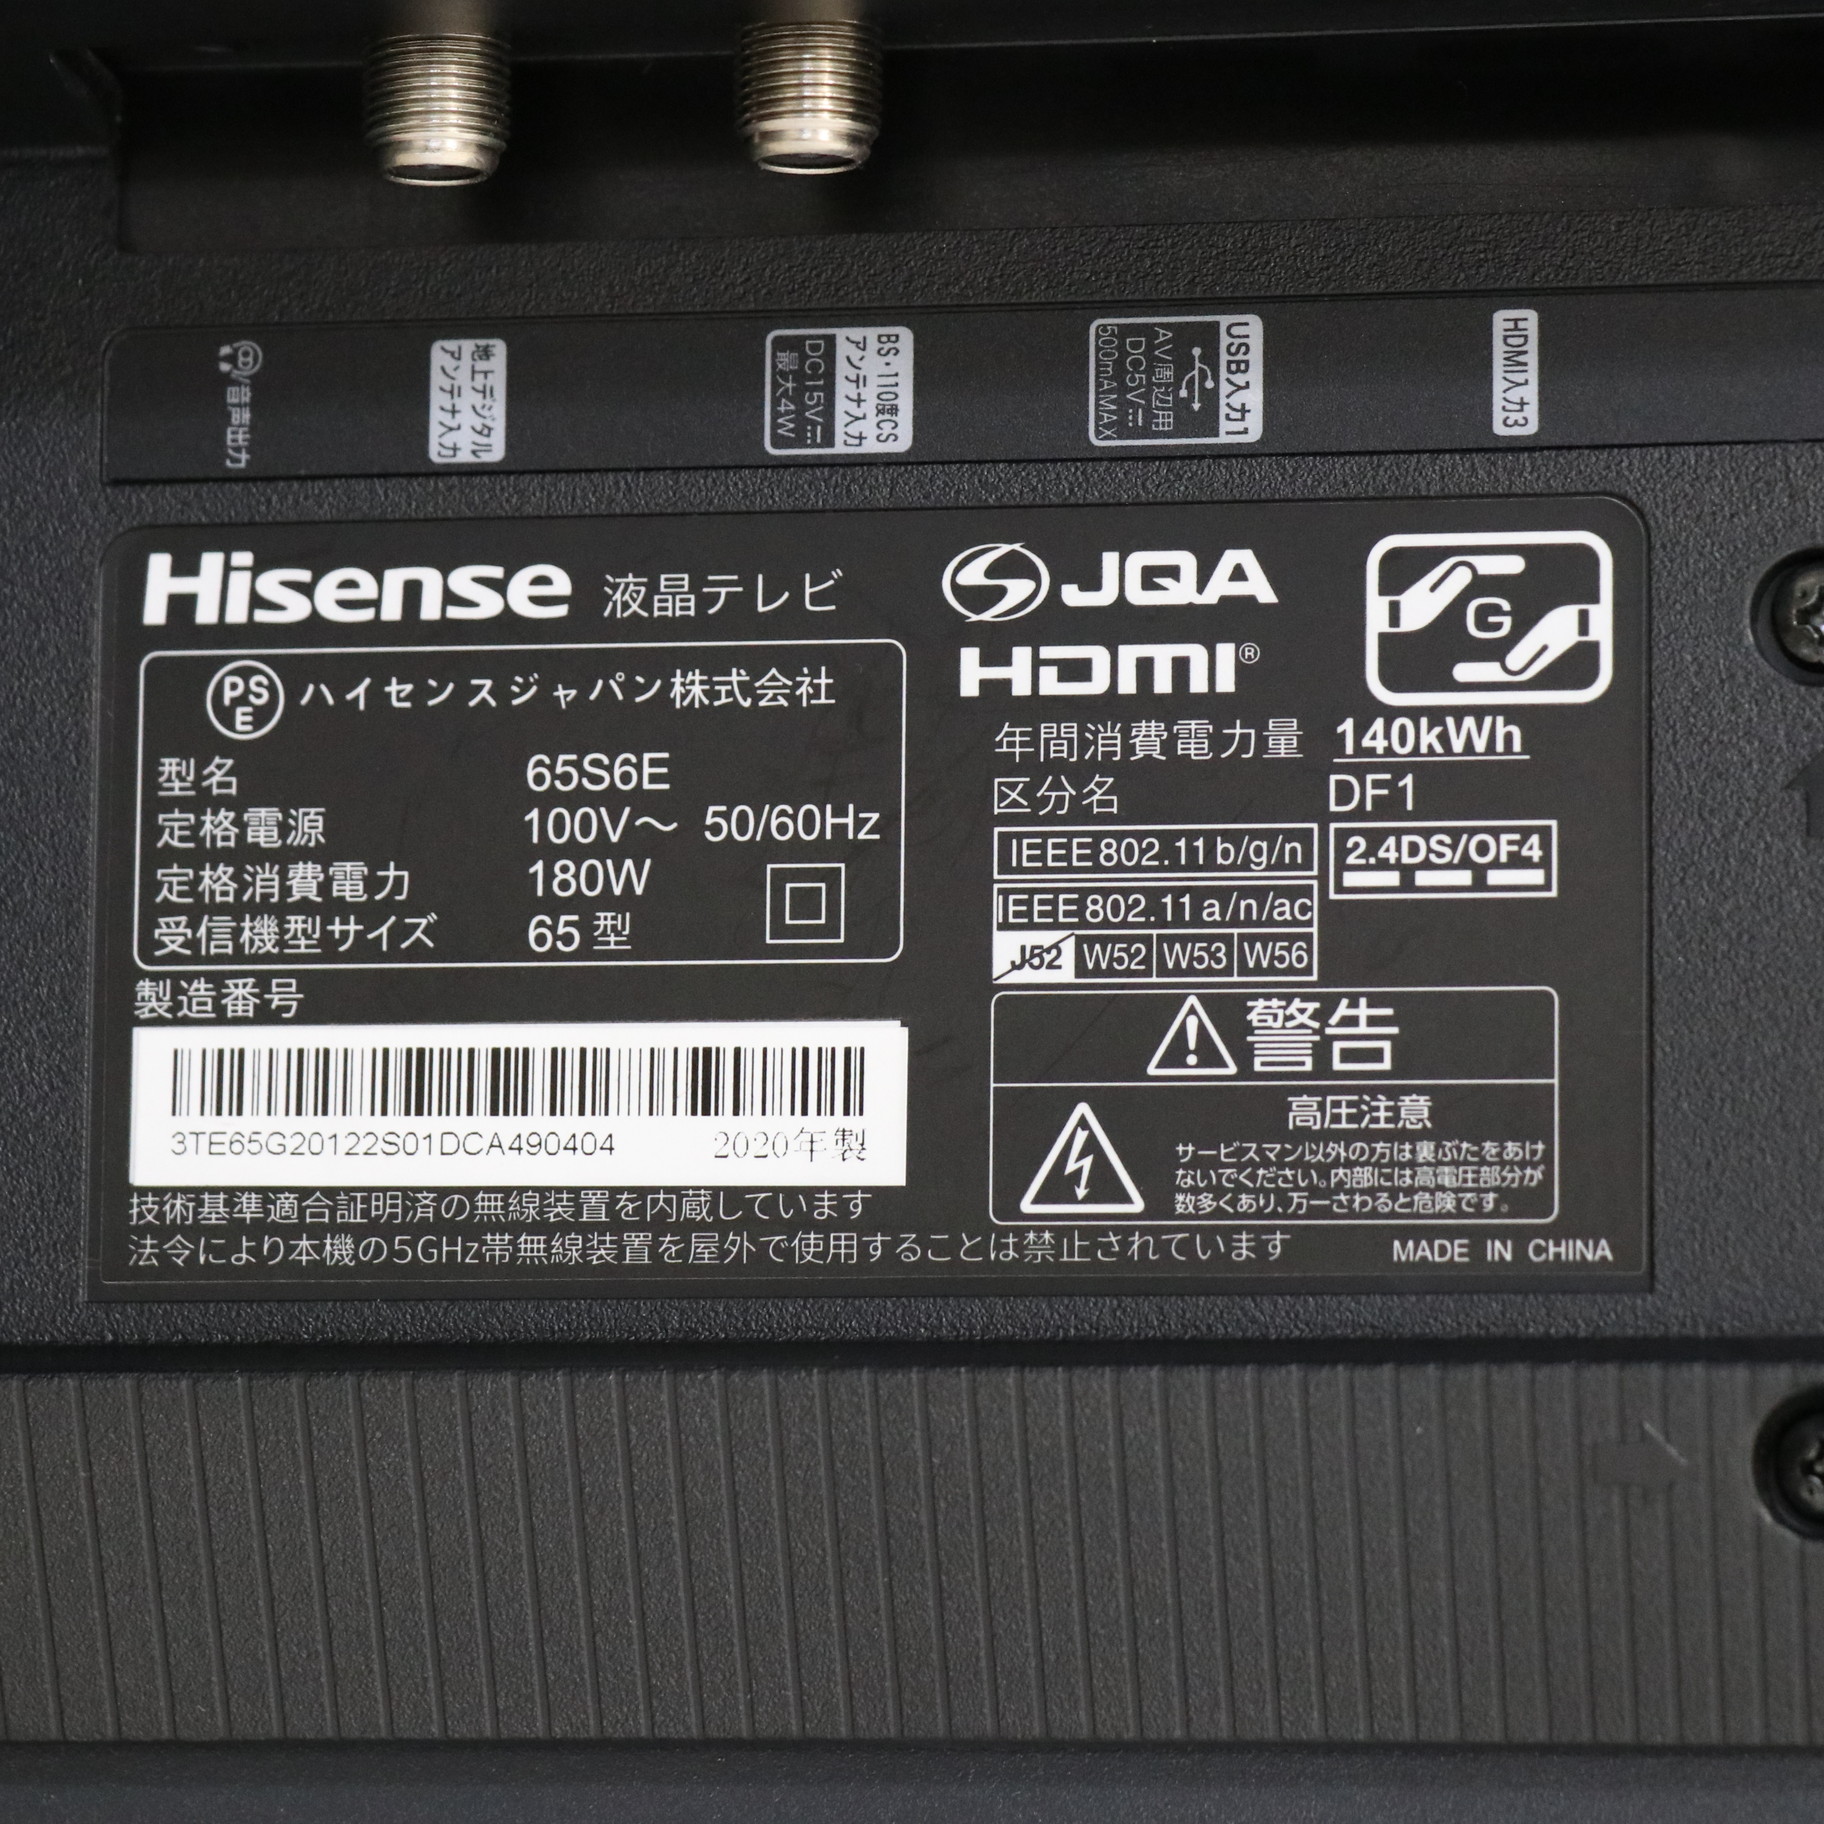 /音声出力
地上デジタル
アンテナ入力
BS・110度CS
アンテナ入力
DC15V⎓
最大4W
USB入力1
AV周辺用
DC5V⎓
500mAMAX
HDMI入力3
Hisense 液晶テレビ
JQA
HDMI®
G
PSE ハイセンスジャパン株式会社
型名 65S6E
定格電源 100V～ 50/60Hz
定格消費電力 180W
受信機型サイズ 65型
年間消費電力量 140kWh
区分名 DF1
IEEE802.11b/g/n
2.4DS/OF4
IEEE802.11a/n/ac
J52 W52 W53 W56
製造番号
3TE65G20122S01DCA490404 2020年製
警告
高圧注意
サービスマン以外の方は裏ぶたをあけ
ないでください。内部には高電圧部分が
数多くあり、万一さわると危険です。
技術基準適合証明済の無線装置を内蔵しています
法令により本機の5GHz帯無線装置を屋外で使用することは禁止されています
MADE IN CHINA